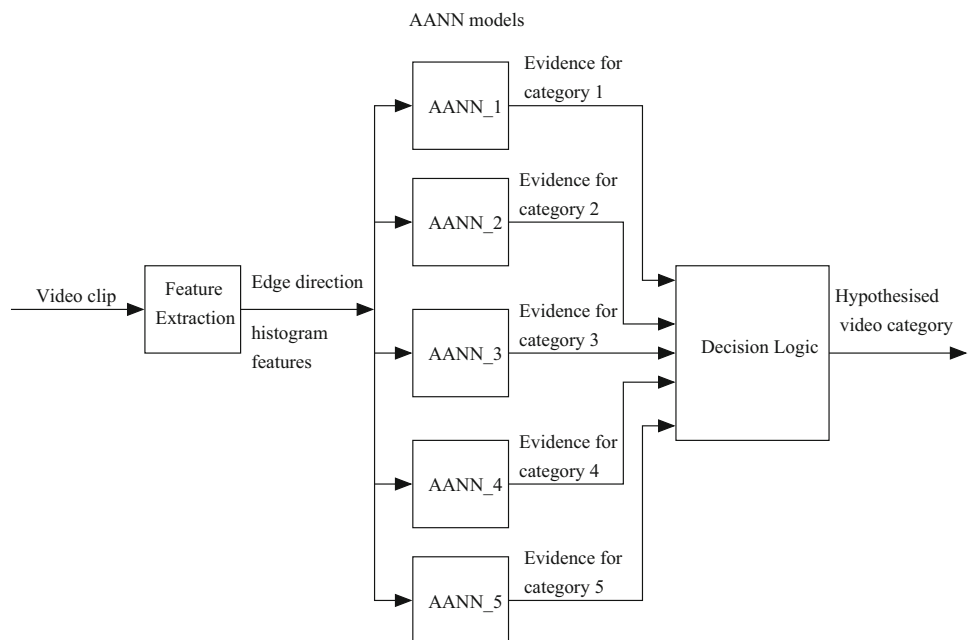 AANN models
Evidence for
category 1
AANN_1
Evidence for
category 2
AANN_2
Video clip
Feature
Extraction
Edge direction
histogram
features
Evidence for
category 3
AANN_3
Decision Logic
Hypothesised
video category
Evidence for
category 4
AANN_4
Evidence for
category 5
AANN_5